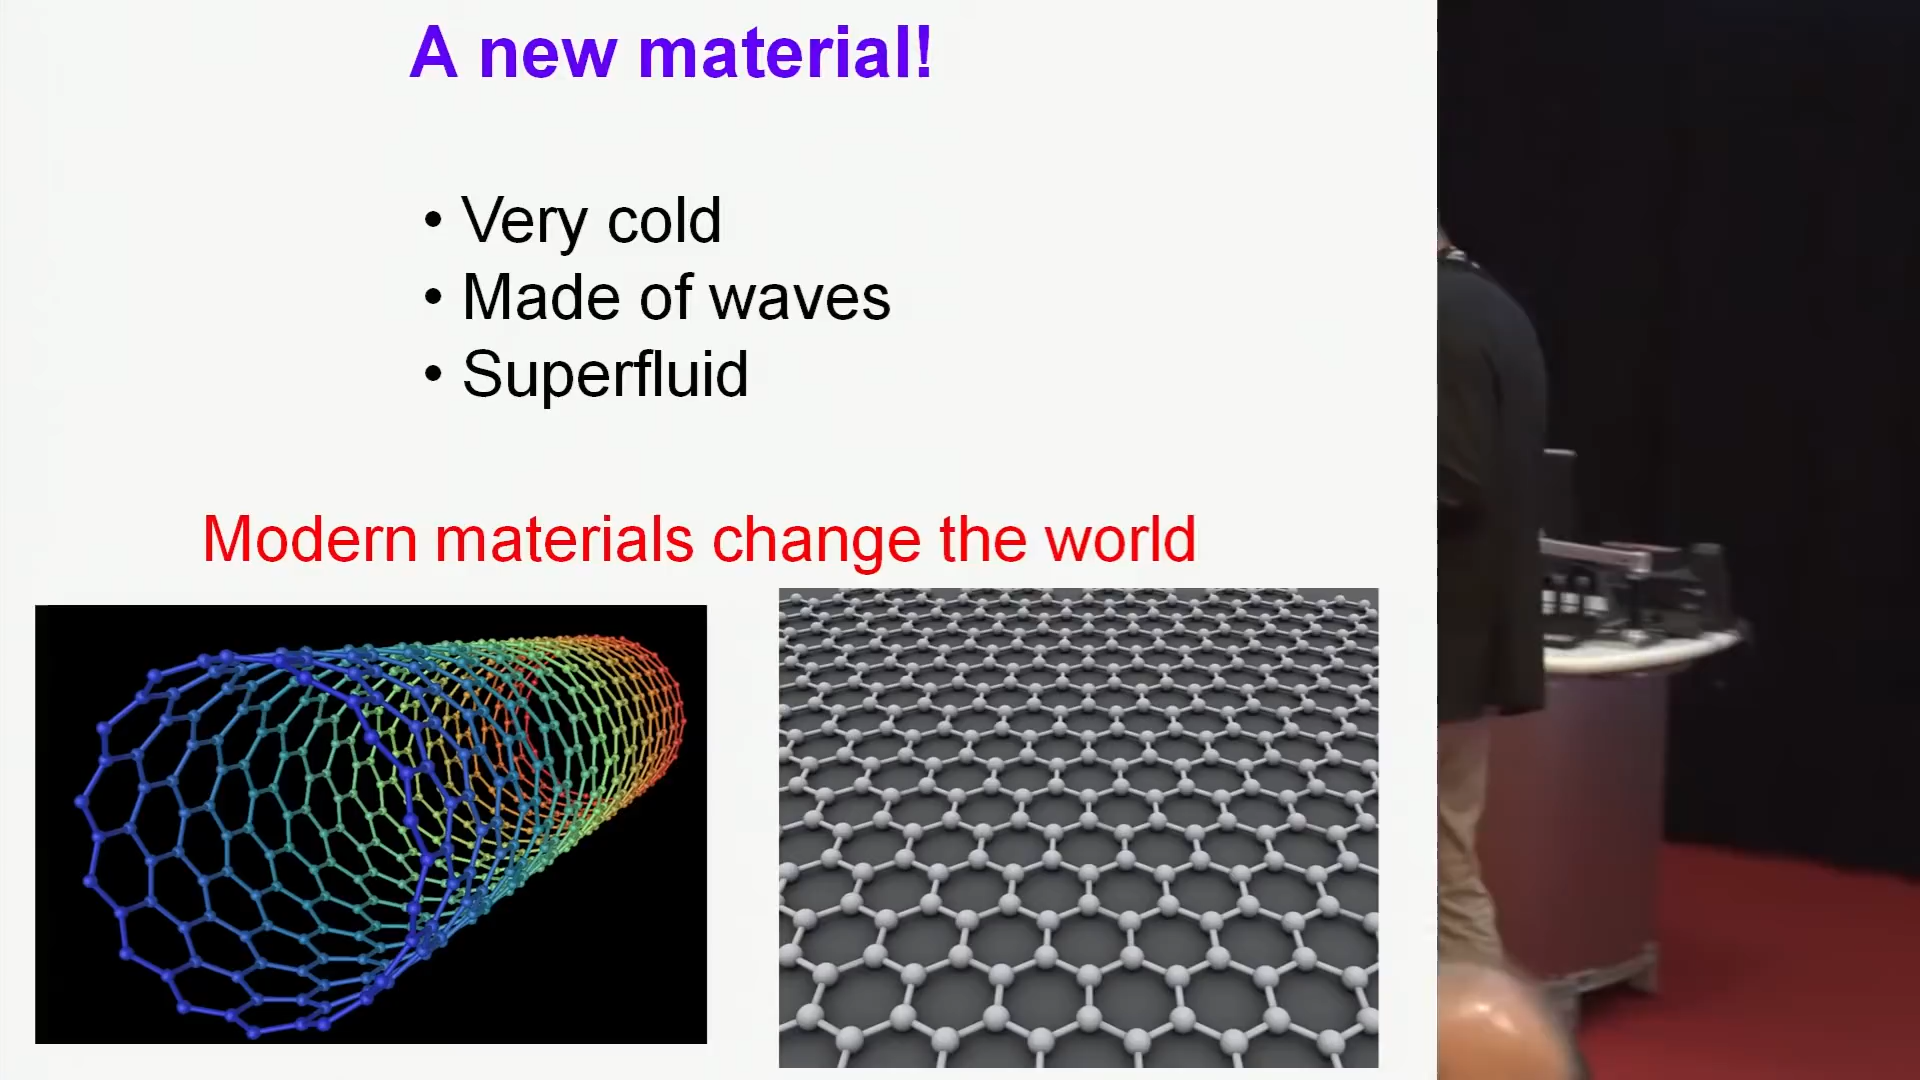 A new material!
• Very cold
• Made of waves
• Superfluid
Modern materials change the world